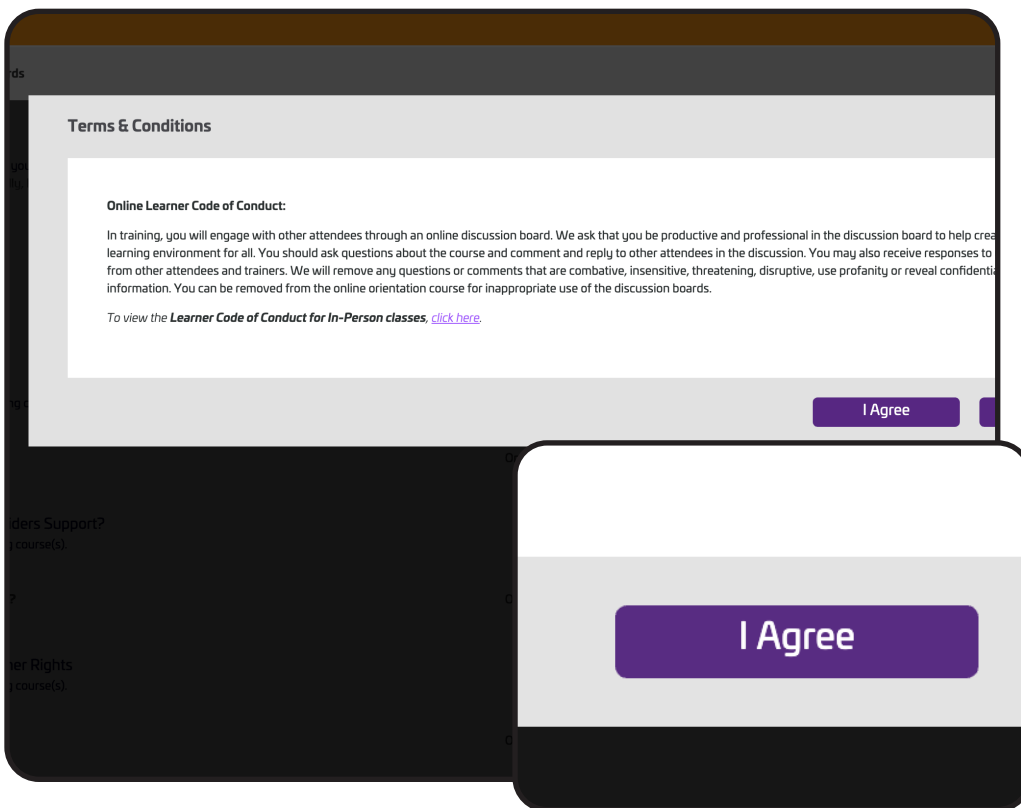 rds
Terms & Conditions
you
Online Learner Code of Conduct:
In training, you will engage with other attendees through an online discussion board. We ask that you be productive and professional in the discussion board to help crea
learning environment for all. You should ask questions about the course and comment and reply to other attendees in the discussion. You may also receive responses to
from other attendees and trainers. We will remove any questions or comments that are combative, insensitive, threatening, disruptive, use profanity or reveal confidentia
information. You can be removed from the online orientation course for inappropriate use of the discussion boards.
To view the Learner Code of Conduct for In-Person classes, click here.
I Agree
ders Support?
course(s).
I Agree
ner Rights
course(s).